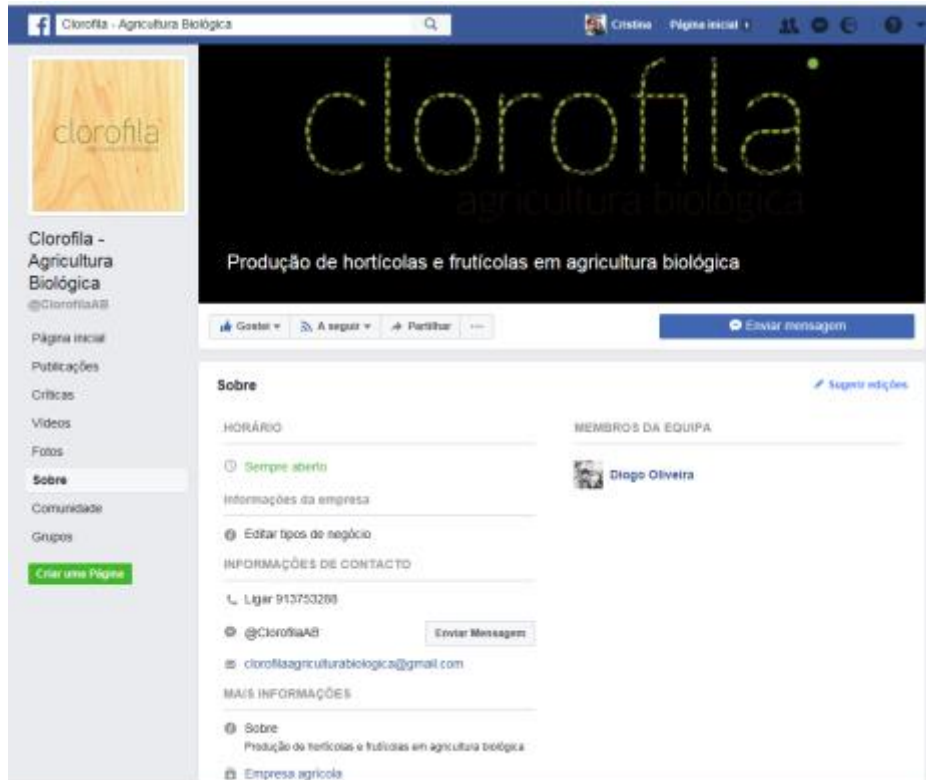 Clorofila - Agricultura Biológica
Cristina Página inicial
clorofila
agricultura biológica
clorofila
agricultura biológica
Produção de hortícolas e frutícolas em agricultura biológica
Clorofila -
Agricultura
Biológica
@ClorofilaAB
Página inicial
Publicações
Críticas
Vídeos
Fotos
Sobre
Comunidade
Grupos
Criar uma Página
Gostei A seguir Partilhar ...
Enviar mensagem
Sobre
Sugerir edições
HORÁRIO
Sempre aberto
Informações da empresa
Editar tipos de negócio
INFORMAÇÕES DE CONTACTO
Ligar 913753288
@ClorofilaAB Enviar Mensagem
clorofilaagriculturabiologica@gmail.com
MAIS INFORMAÇÕES
Sobre
Produção de hortícolas e frutícolas em agricultura biológica
Empresa agrícola
MEMBROS DA EQUIPA
Diogo Oliveira